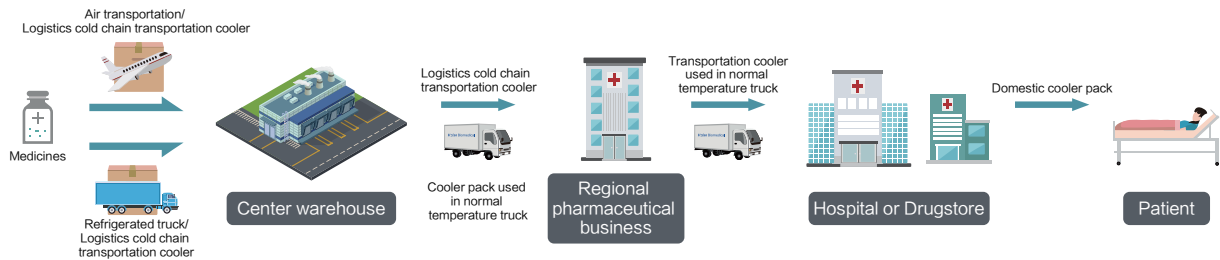 Air transportation/
Logistics cold chain transportation cooler
Medicines
Refrigerated truck/
Logistics cold chain
transportation cooler
Center warehouse
Logistics cold chain
transportation cooler
Cooler pack used
in normal
temperature truck
Regional
pharmaceutical
business
Transportation cooler
used in normal
temperature truck
Hospital or Drugstore
Domestic cooler pack
Patient